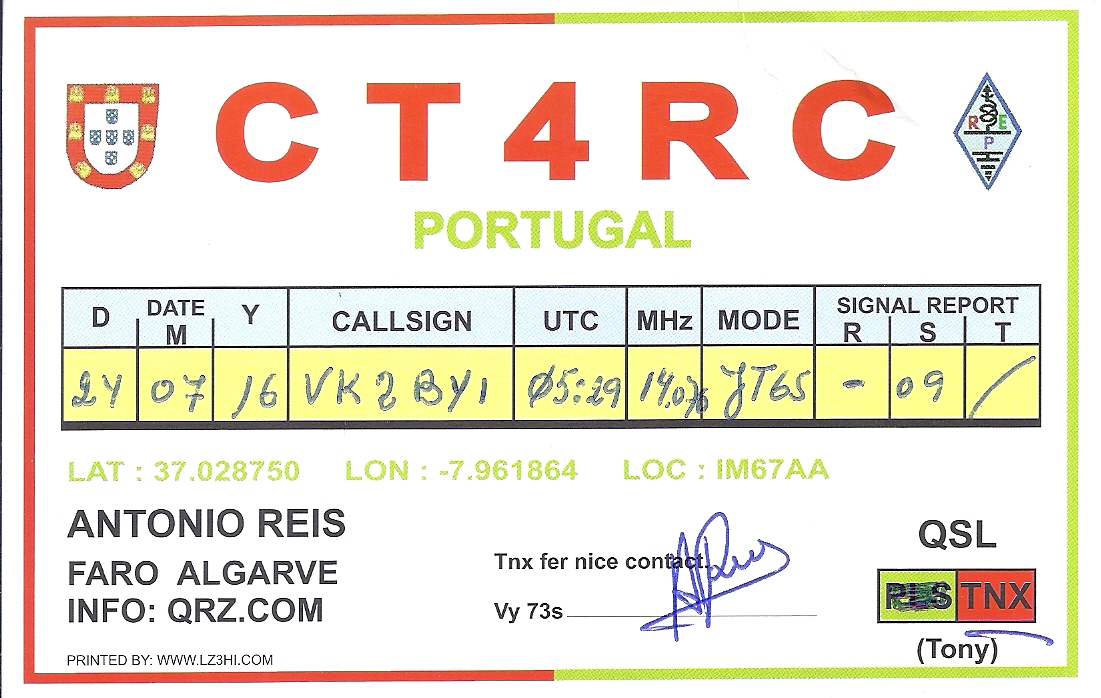 CT4RC
R E
P
PORTUGAL
D DATE M Y CALLSIGN UTC MHz MODE SIGNAL REPORT R S T
24 07 16 VK2BYI 05:29 14.076 JT65 - 09 /
LAT : 37.028750 LON : -7.961864 LOC : IM67AA
ANTONIO REIS
FARO ALGARVE
INFO: QRZ.COM
Tnx fer nice contact.
Vy 73s
QSL
PLS TNX
(Tony)
PRINTED BY: WWW.LZ3HI.COM